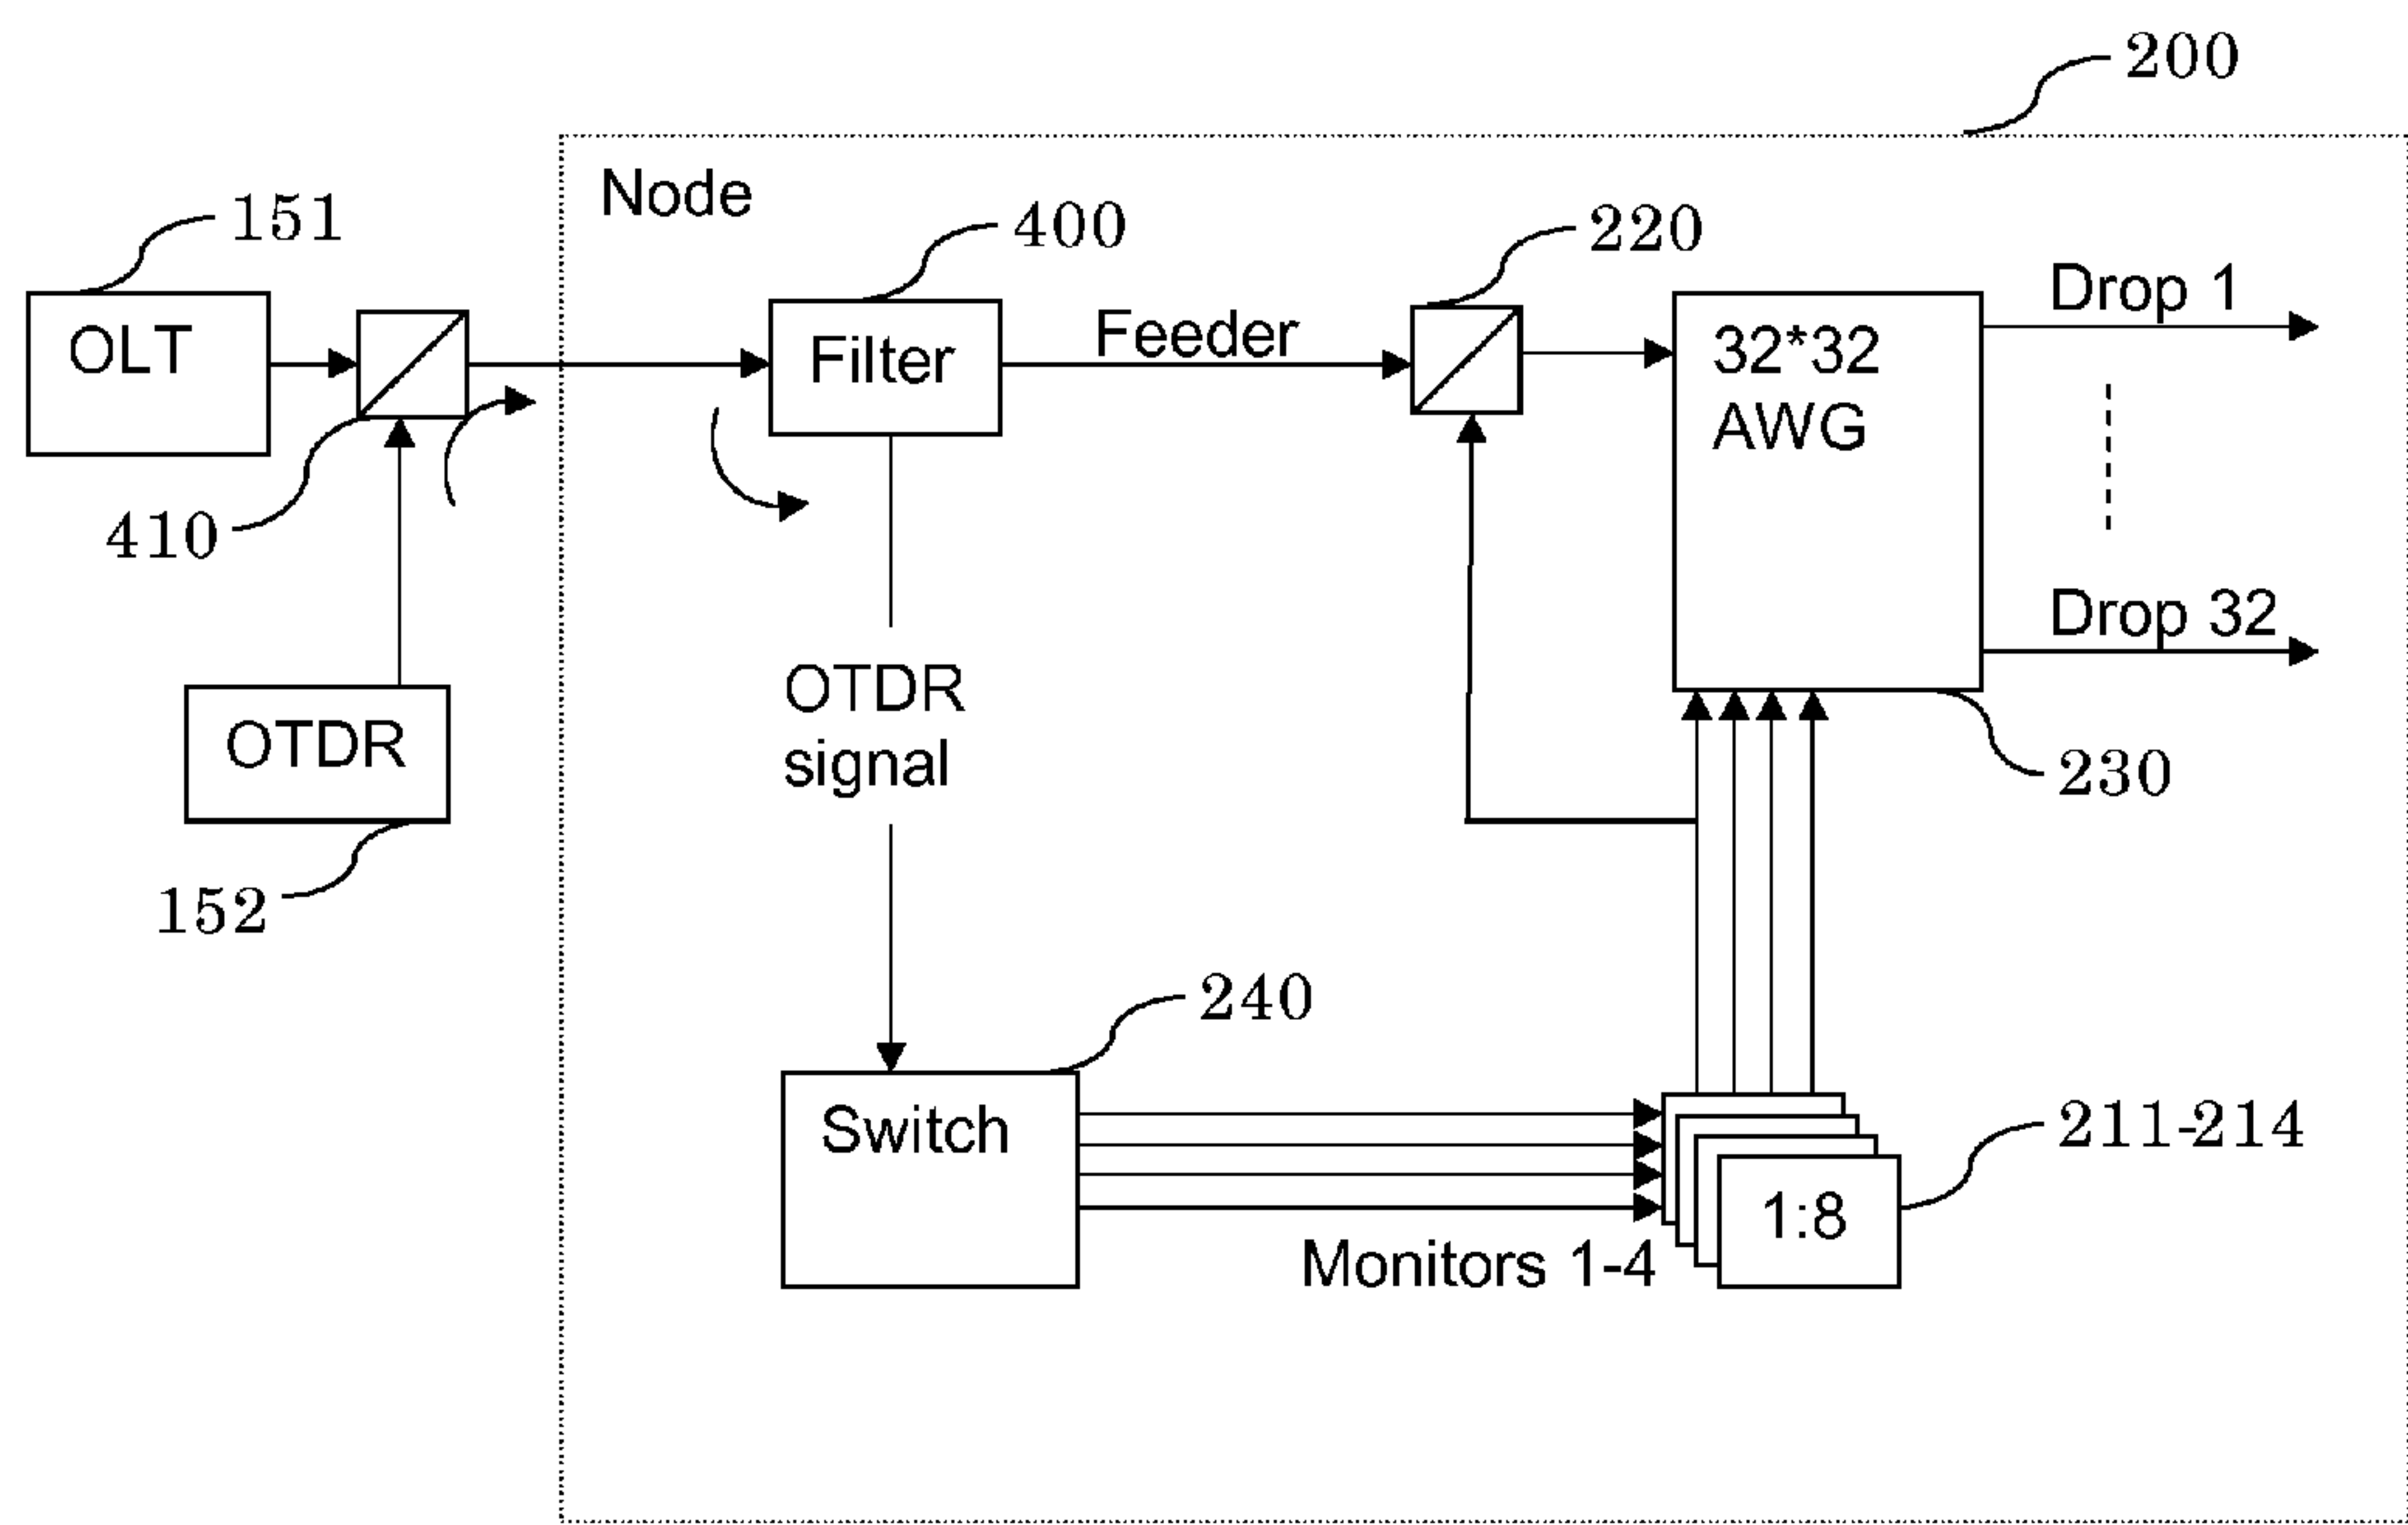 200
Node
151
400
220
OLT
Filter
Feeder
32*32
AWG
Drop 1
410
Drop 32
OTDR
OTDR
signal
230
152
240
Switch
211-214
1:8
Monitors 1-4